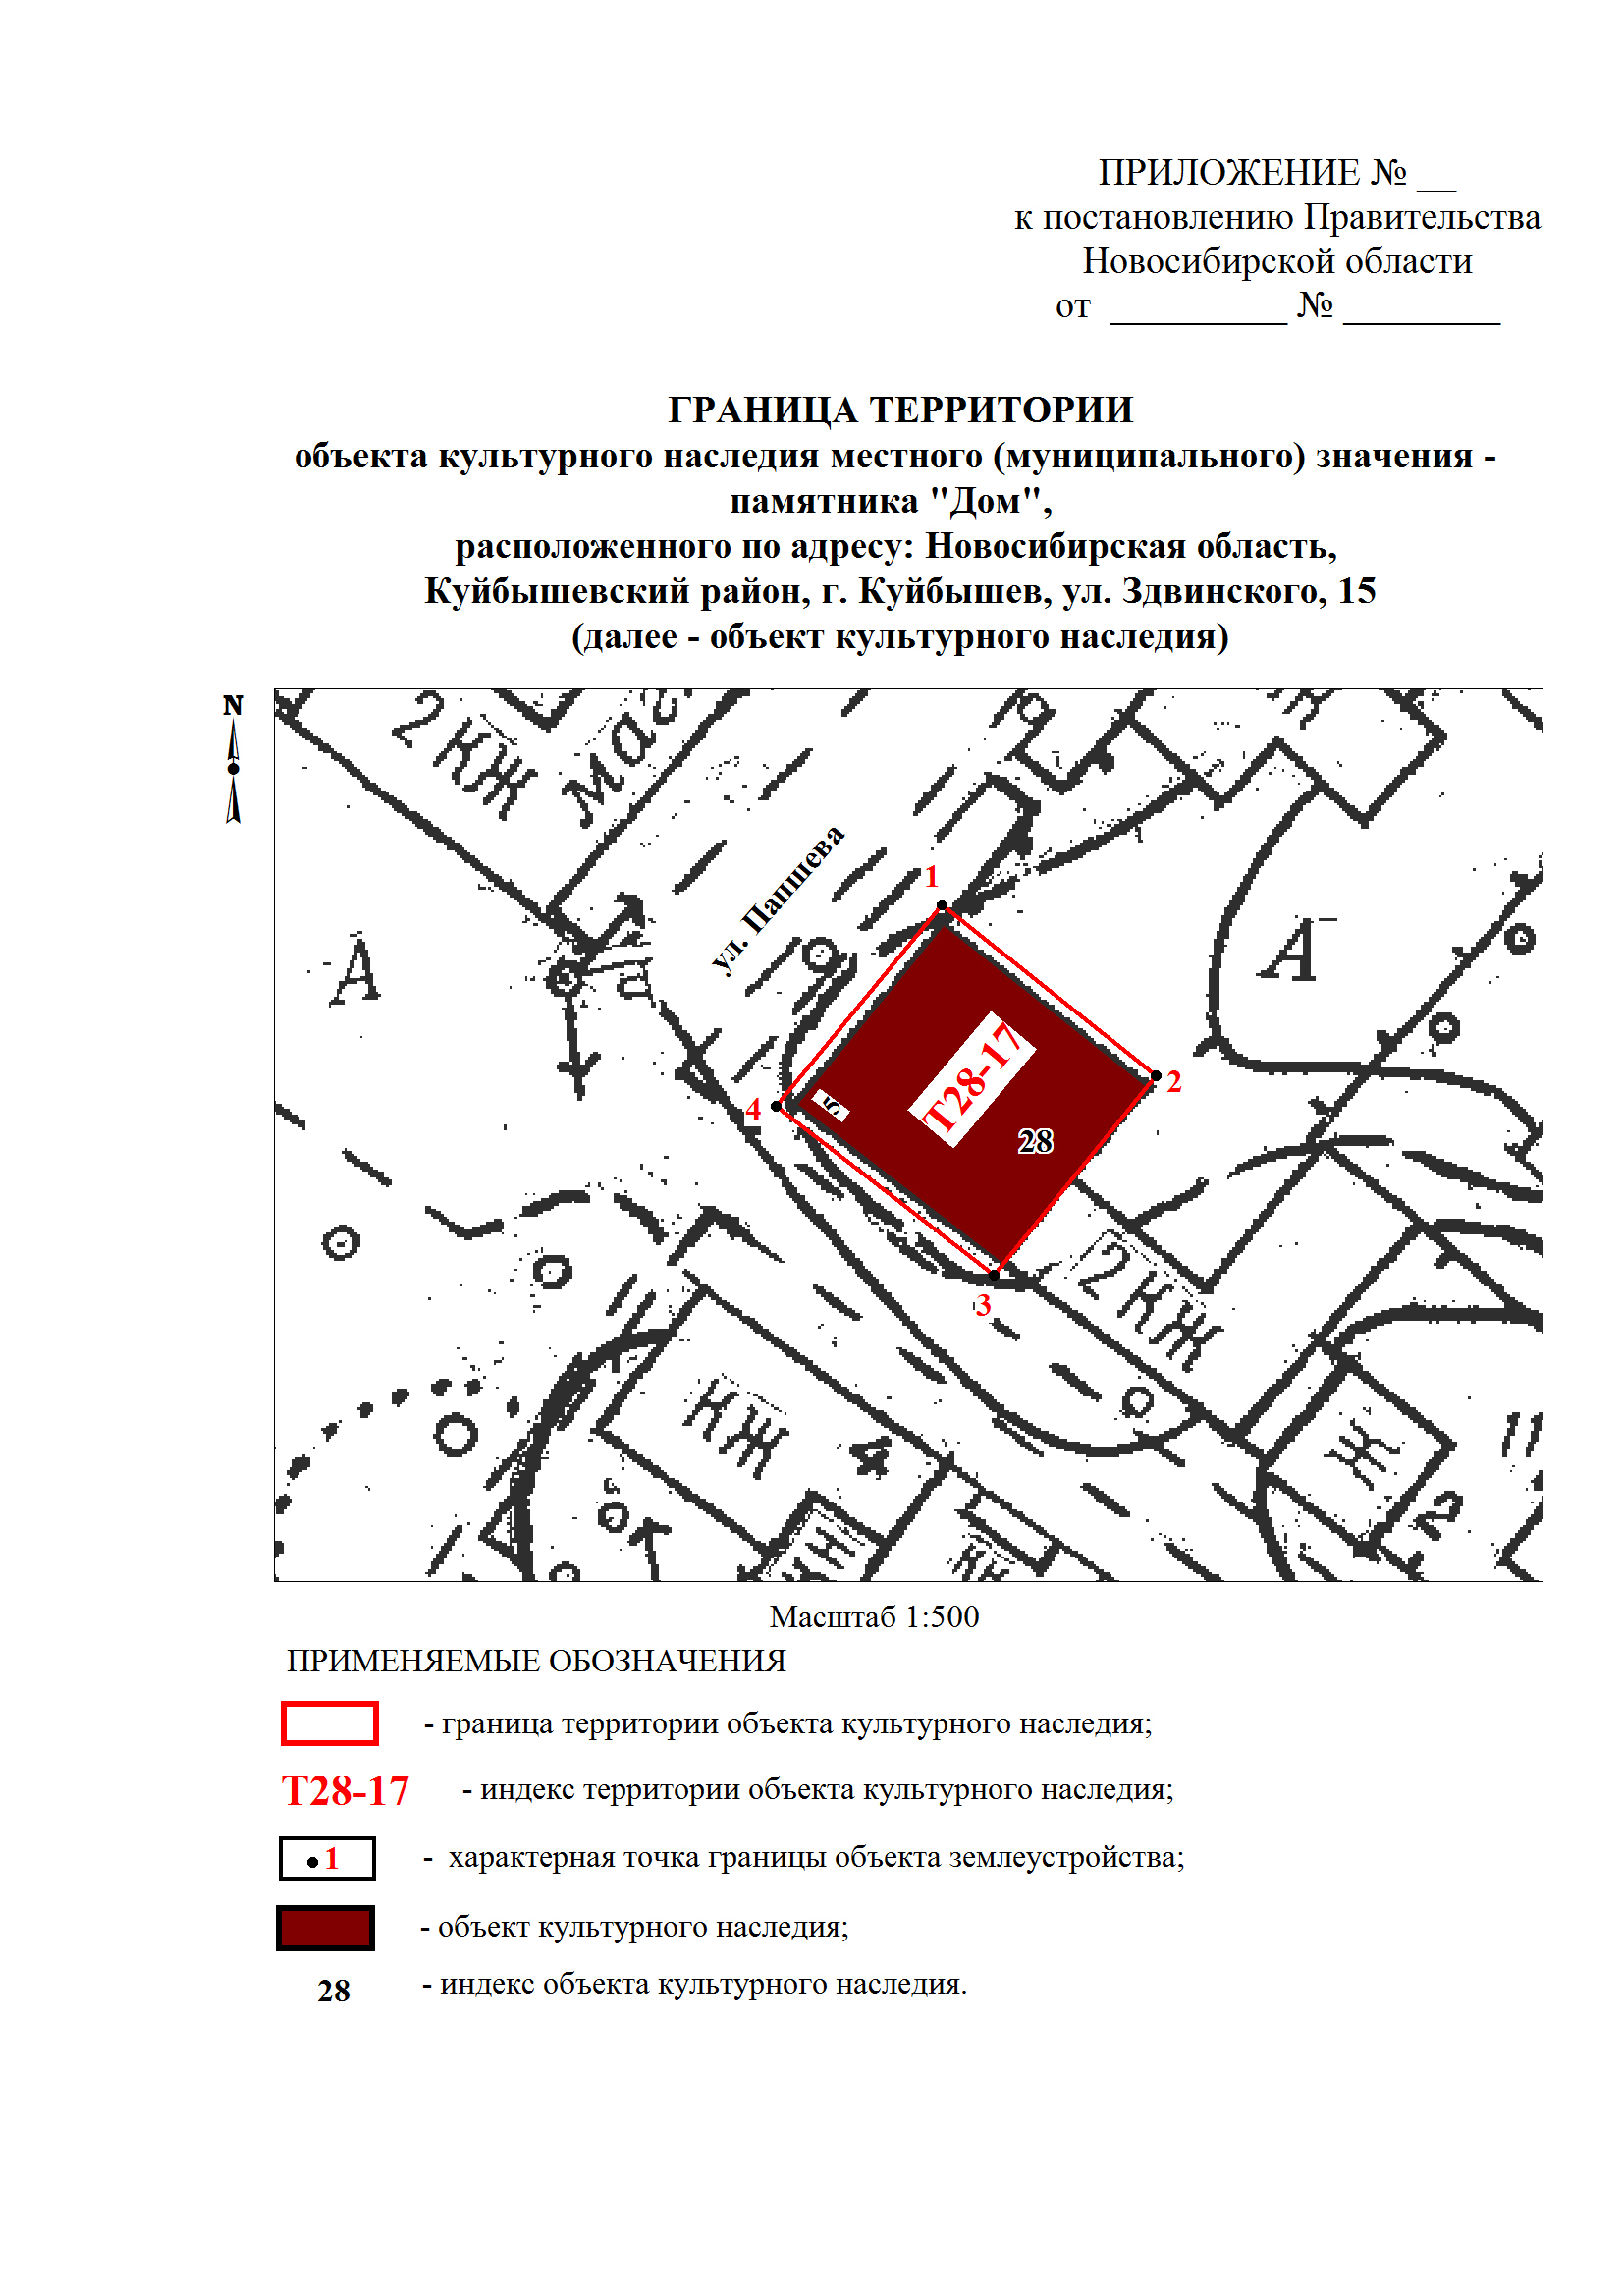 ПРИЛОЖЕНИЕ № __
к постановлению Правительства
Новосибирской области
от _________ № ________
ГРАНИЦА ТЕРРИТОРИИ
объекта культурного наследия местного (муниципального) значения -
памятника "Дом",
расположенного по адресу: Новосибирская область,
Куйбышевский район, г. Куйбышев, ул. Здвинского, 15
(далее - объект культурного наследия)
N
2КЖ
маг
ул. Папшева
1
А
А
2
Т28-17
4
5
28
3
2КЖ
КЖ
4
Ж
2
Масштаб 1:500
ПРИМЕНЯЕМЫЕ ОБОЗНАЧЕНИЯ
- граница территории объекта культурного наследия;
Т28-17 - индекс территории объекта культурного наследия;
1 - характерная точка границы объекта землеустройства;
- объект культурного наследия;
28 - индекс объекта культурного наследия.